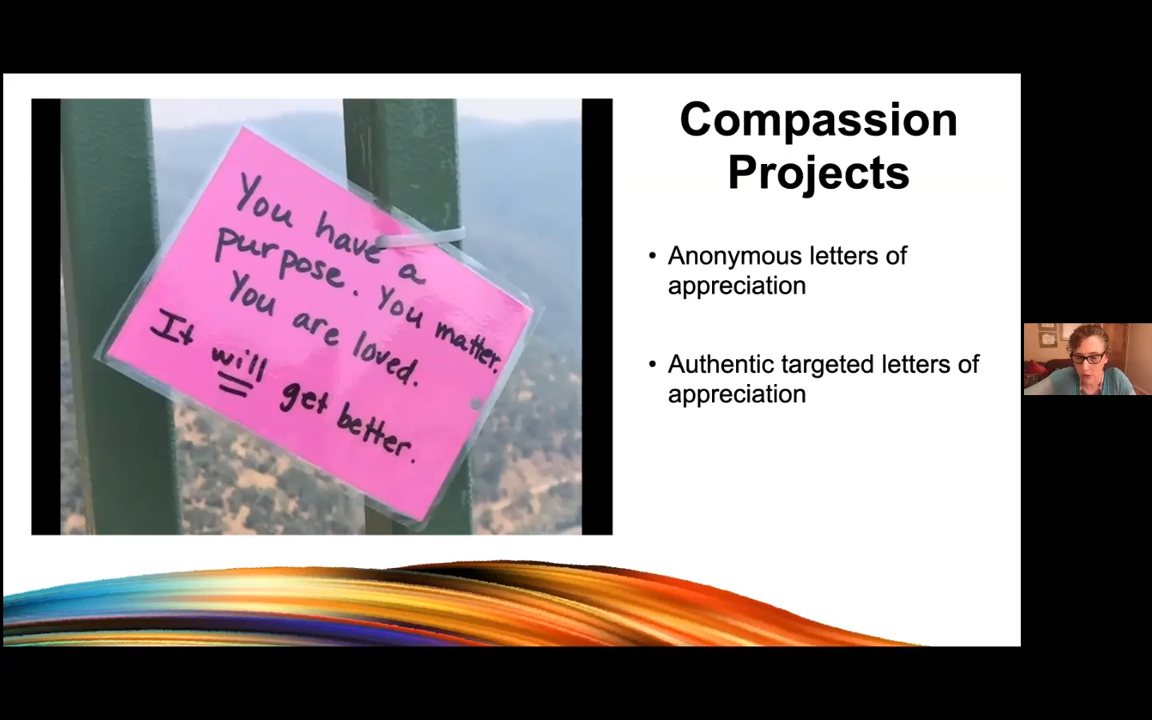 You have a
purpose. You matter.
You are loved.
It will get better.
Compassion
Projects
• Anonymous letters of
appreciation
• Authentic targeted letters of
appreciation